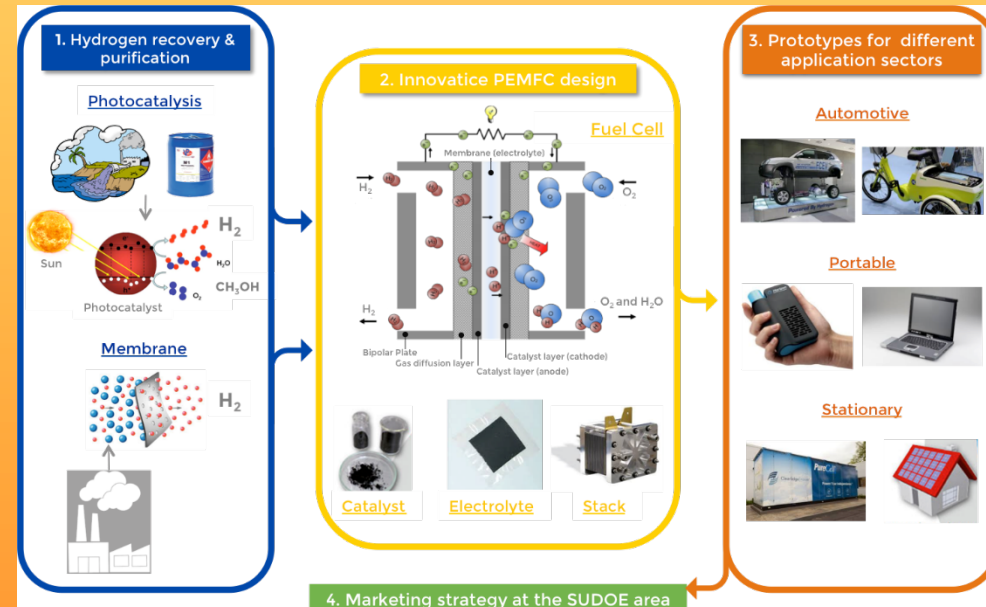 1. Hydrogen recovery &
purification
Photocatalysis
Sun
H₂
H₂O
O₂
CH₃OH
Photocatalyst
Membrane
H₂
2. Innovatice PEMFC design
Fuel Cell
Membrane (electrolyte)
H₂
O₂
H₂
O₂ and H₂O
Bipolar Plate
Gas diffusion layer
Catalyst layer (cathode)
Catalyst layer (anode)
Catalyst
Electrolyte
Stack
3. Prototypes for different
application sectors
Automotive
Powered by Hydrogen
Portable
Stationary
PureCell
4. Marketing strategy at the SUDOE area